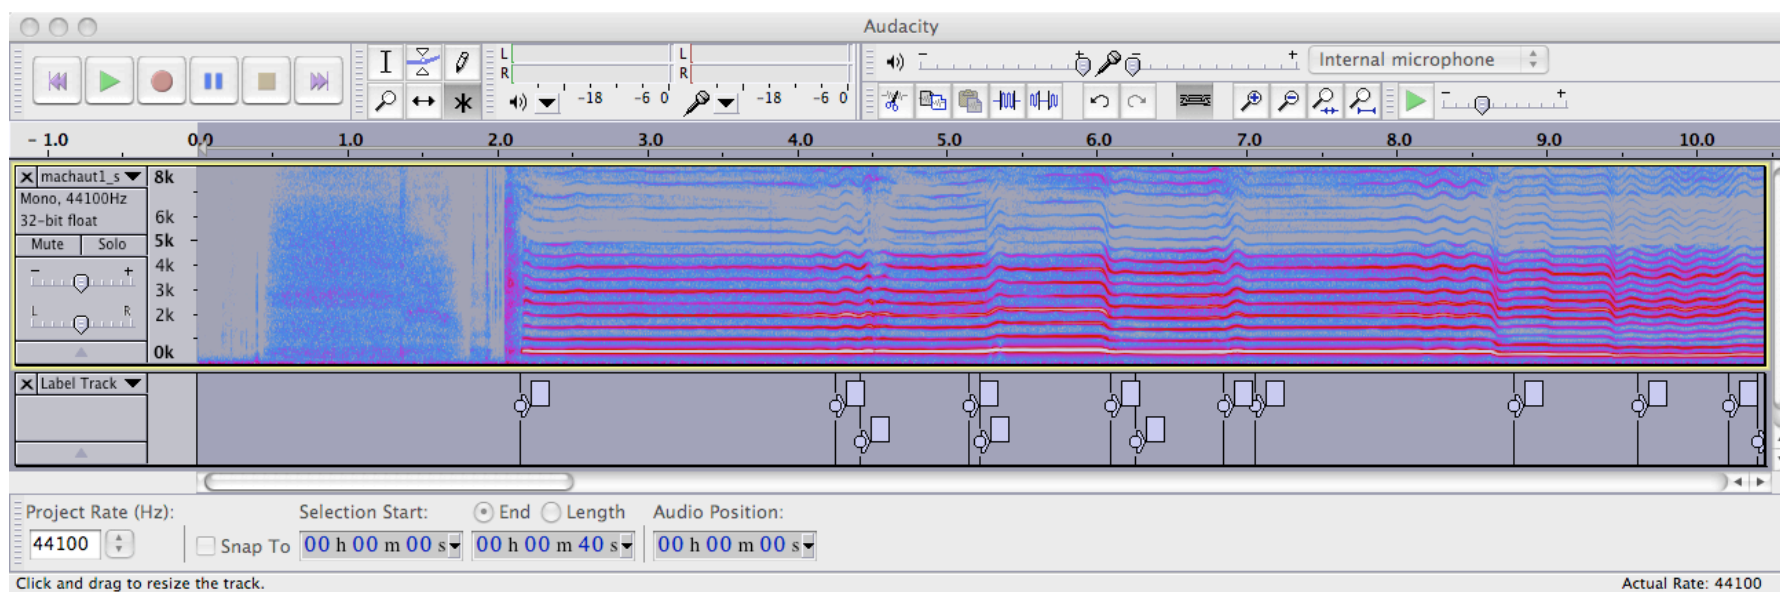 Audacity
L
R
-18 -6 0
L
R
-18 -6 0
- +
- +
Internal microphone
- +
- 1.0 0.0 1.0 2.0 3.0 4.0 5.0 6.0 7.0 8.0 9.0 10.0
X machaut1_s
Mono, 44100Hz
32-bit float
Mute Solo
- +
L R
8k
6k
5k
4k
3k
2k
0k
X Label Track
Project Rate (Hz): Selection Start: End Length Audio Position:
44100 Snap To 00 h 00 m 00 s 00 h 00 m 40 s 00 h 00 m 00 s
Click and drag to resize the track. Actual Rate: 44100